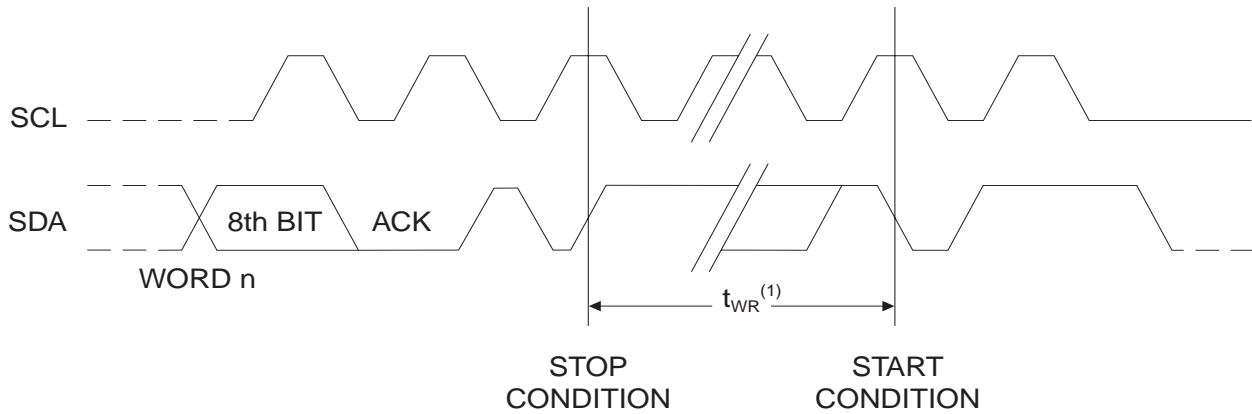 SCL
SDA
8th BIT
ACK
WORD n
tWR(1)
STOP
CONDITION
START
CONDITION